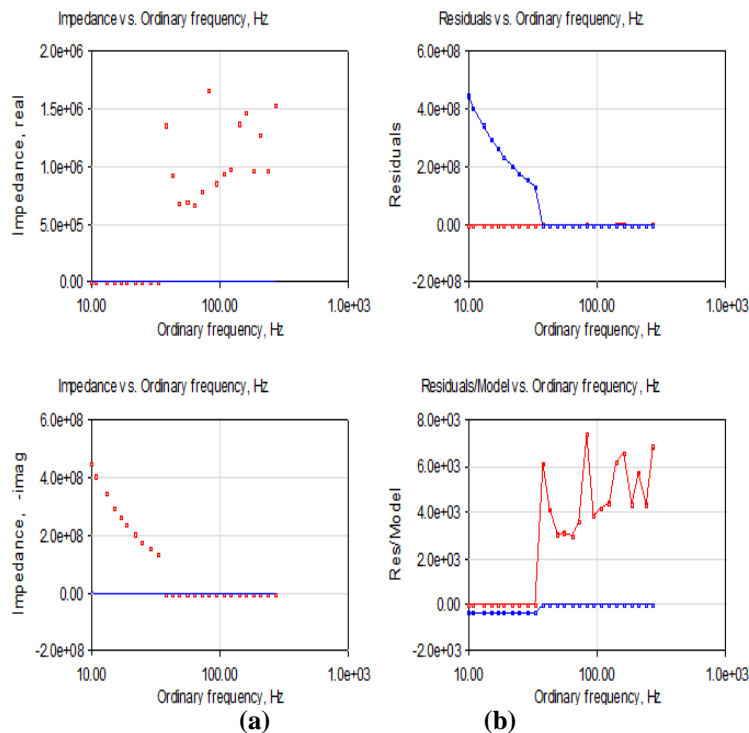 Impedance vs. Ordinary frequency, Hz
Impedance, real
2.0e+06
1.5e+06
1.0e+06
5.0e+05
0.00
10.00 100.00 1.0e+03
Ordinary frequency, Hz
Residuals vs. Ordinary frequency, Hz
Residuals
6.0e+08
4.0e+08
2.0e+08
0.00
-2.0e+08
10.00 100.00 1.0e+03
Ordinary frequency, Hz
Impedance vs. Ordinary frequency, Hz
Impedance, -imag
6.0e+08
4.0e+08
2.0e+08
0.00
-2.0e+08
10.00 100.00 1.0e+03
Ordinary frequency, Hz
(a)
Residuals/Model vs. Ordinary frequency, Hz
Res/Model
8.0e+03
6.0e+03
4.0e+03
2.0e+03
0.00
-2.0e+03
10.00 100.00 1.0e+03
Ordinary frequency, Hz
(b)